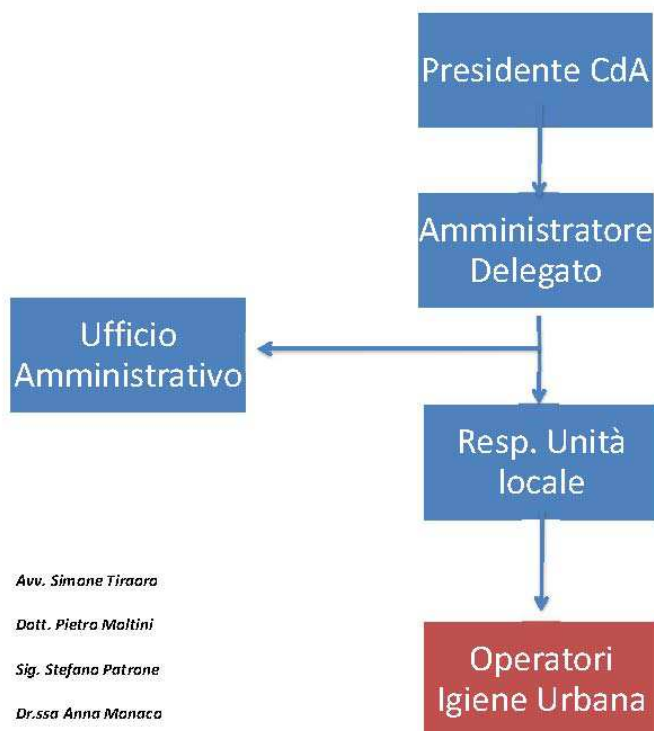 Presidente CdA
Amministratore
Delegato
Ufficio
Amministrativo
Resp. Unità
locale
Avv. Simone Tiraoro
Dott. Pietro Moltini
Sig. Stefano Patrone
Dr.ssa Anna Monaco
Operatori
Igiene Urbana